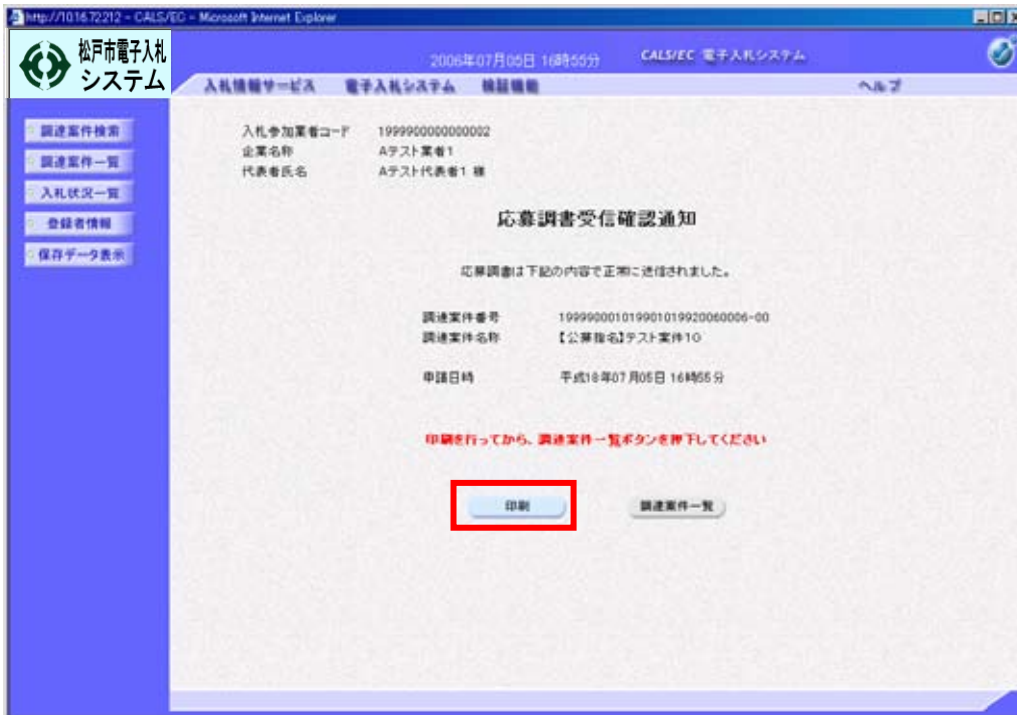 http://10.16.72.212 - CALS/EC - Microsoft Internet Explorer
松戸市電子入札
システム
2006年07月05日 16時55分
CALS/EC 電子入札システム
入札情報サービス 電子入札システム 検証機能 ヘルプ
調達案件検索
調達案件一覧
入札状況一覧
登録者情報
保存データ表示
入札参加業者コード 1999900000000002
企業名称 Aテスト業者1
代表者氏名 Aテスト代表者1 様
応募調書受信確認通知
応募調書は下記の内容で正常に送信されました。
調達案件番号 199990001019901019920060006-00
調達案件名称 【公募指名】テスト案件10
申請日時 平成18年07月05日 16時55分
印刷を行ってから、調達案件一覧ボタンを押下してください
印刷
調達案件一覧